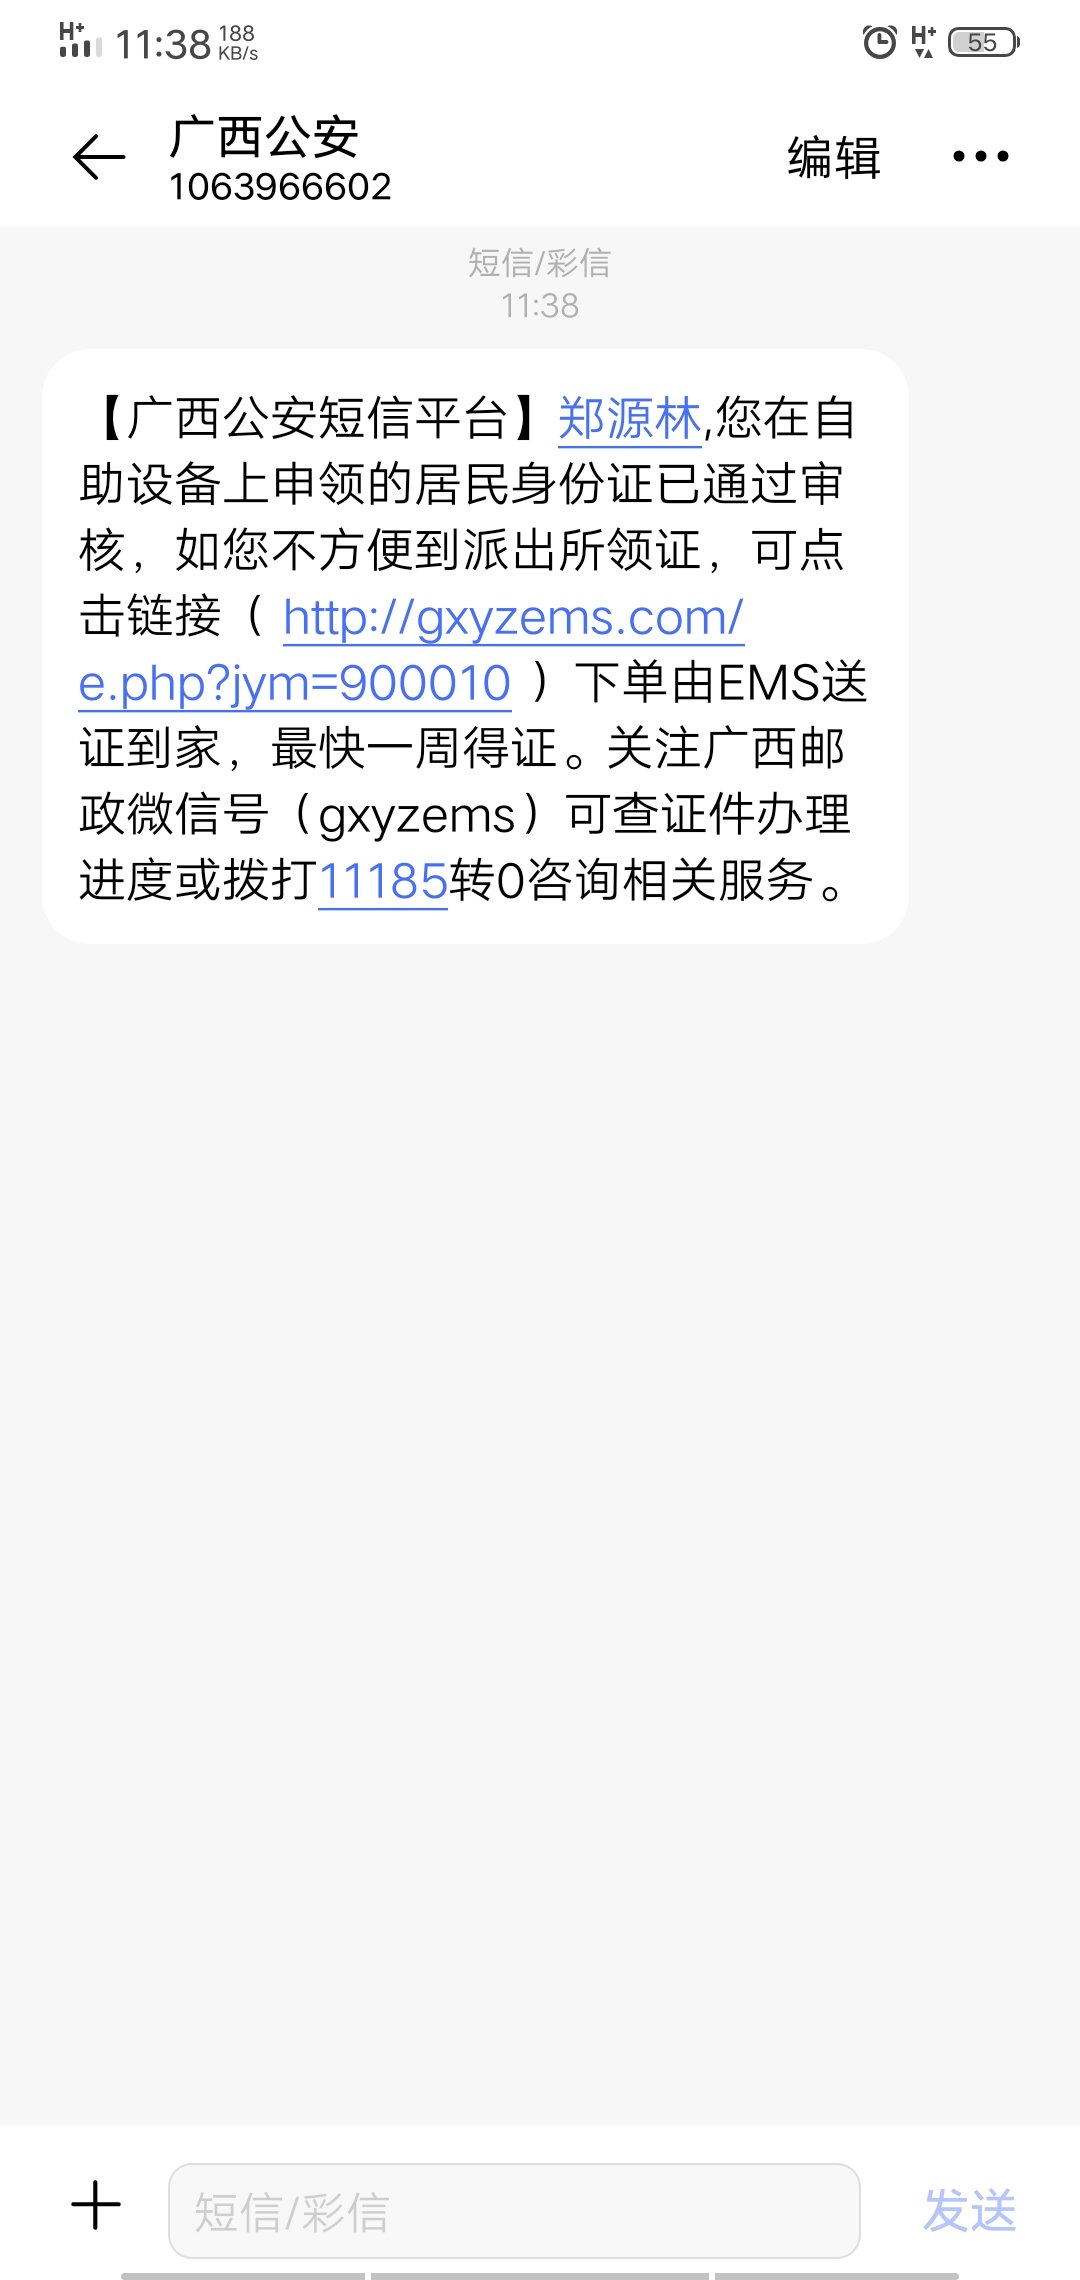 H+ 11:38 188 KB/s H+ 55
广西公安
1063966602
编辑
短信/彩信
11:38
【广西公安短信平台】郑源林,您在自
助设备上申领的居民身份证已通过审
核，如您不方便到派出所领证，可点
击链接（ http://gxyzems.com/
e.php?jym=900010 ）下单由EMS送
证到家，最快一周得证。关注广西邮
政微信号（gxyzems）可查证件办理
进度或拨打11185转0咨询相关服务。
短信/彩信
发送